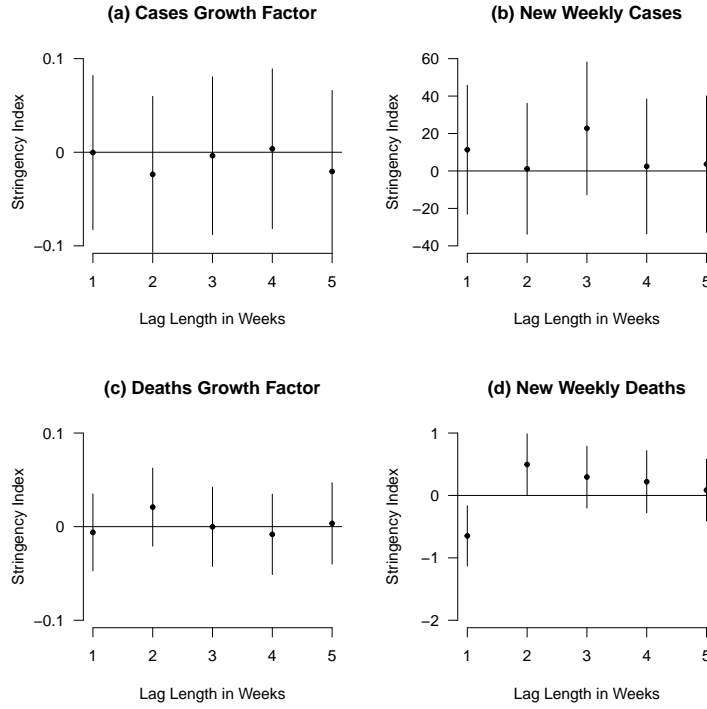 (a) Cases Growth Factor
Stringency Index
0.1
0
−0.1
1 2 3 4 5
Lag Length in Weeks
(b) New Weekly Cases
Stringency Index
60
40
20
0
−20
−40
1 2 3 4 5
Lag Length in Weeks
(c) Deaths Growth Factor
Stringency Index
0.1
0
−0.1
1 2 3 4 5
Lag Length in Weeks
(d) New Weekly Deaths
Stringency Index
1
0
−1
−2
1 2 3 4 5
Lag Length in Weeks